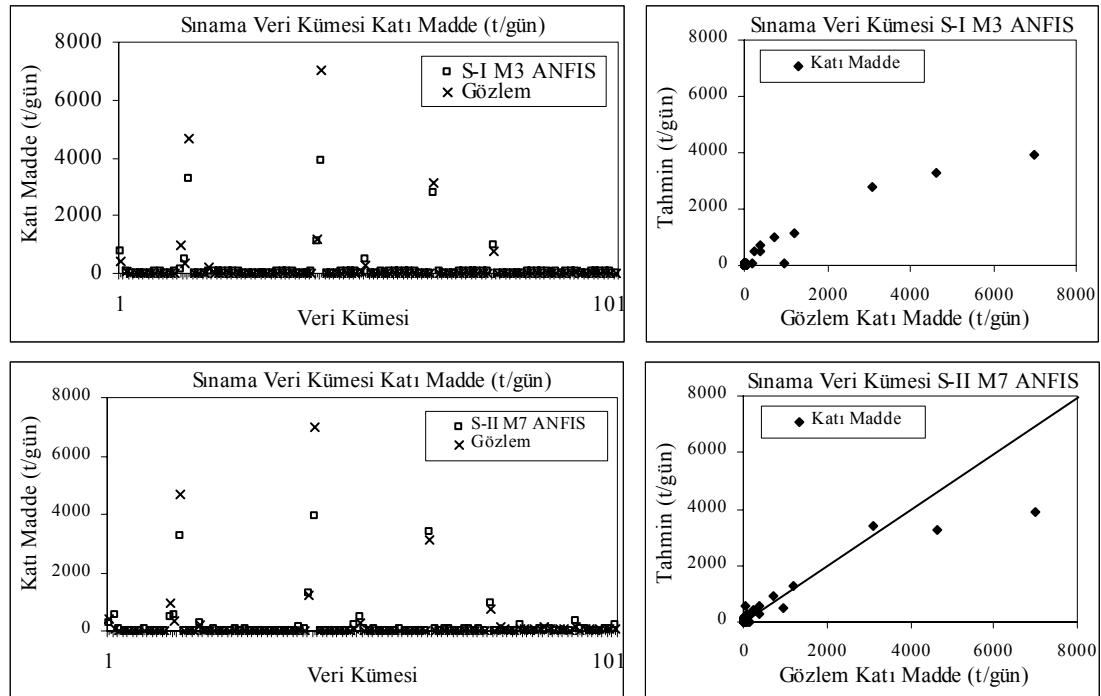 Sınama Veri Kümesi Katı Madde (t/gün)
8000
6000
4000
2000
0
Katı Madde (t/gün)
S-I M3 ANFIS
Gözlem
1
101
Veri Kümesi
Sınama Veri Kümesi S-I M3 ANFIS
8000
6000
4000
2000
0
Tahmin (t/gün)
Katı Madde
0
2000
4000
6000
8000
Gözlem Katı Madde (t/gün)
Sınama Veri Kümesi Katı Madde (t/gün)
8000
6000
4000
2000
0
Katı Madde (t/gün)
S-II M7 ANFIS
Gözlem
1
101
Veri Kümesi
Sınama Veri Kümesi S-II M7 ANFIS
8000
6000
4000
2000
0
Tahmin (t/gün)
Katı Madde
0
2000
4000
6000
8000
Gözlem Katı Madde (t/gün)